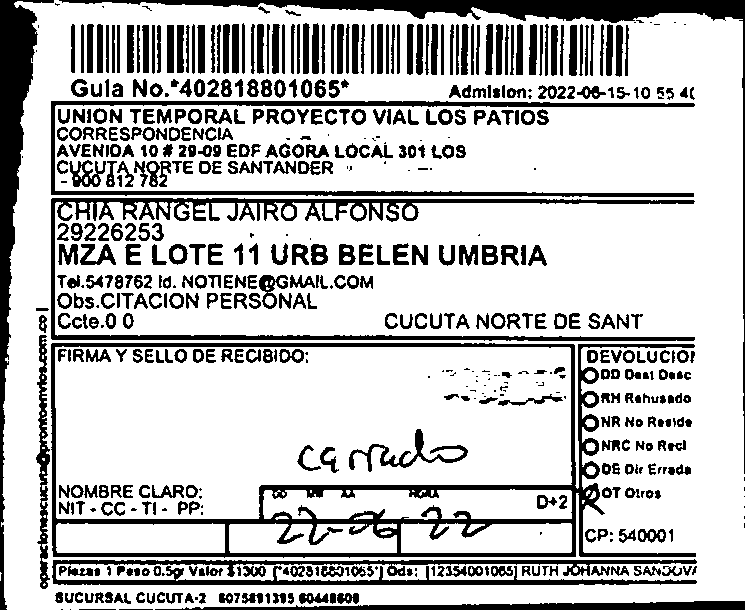 Guia No.*402818801065*
Admision: 2022-06-15-10 55 40
UNION TEMPORAL PROYECTO VIAL LOS PATIOS
CORRESPONDENCIA
AVENIDA 10 # 29-09 EDF AGORA LOCAL 301 LOS
CUCUTA NORTE DE SANTANDER
- 900 812 782
CHIA RANGEL JAIRO ALFONSO
29226253
MZA E LOTE 11 URB BELEN UMBRIA
Tel.5478762 Id. NOTIENE@GMAIL.COM
Obs.CITACION PERSONAL
Ccte.0 0 CUCUTA NORTE DE SANT
operacionescucuta@prontoenvios.com.co
FIRMA Y SELLO DE RECIBIDO:
cerrado
NOMBRE CLARO:
NIT - CC - TI - PP:
DD MM AA HORA
D+2
22-06-22
DEVOLUCION
DD Dest Desc
RH Rehusado
NR No Reside
NRC No Recl
DE Dir Errada
OT Otros
CP: 540001
Piezas 1 Peso 0.5gr Valor $1300 [*402818801065*] Ods: [12354001065] RUTH JOHANNA SANDOVA
SUCURSAL CUCUTA-2